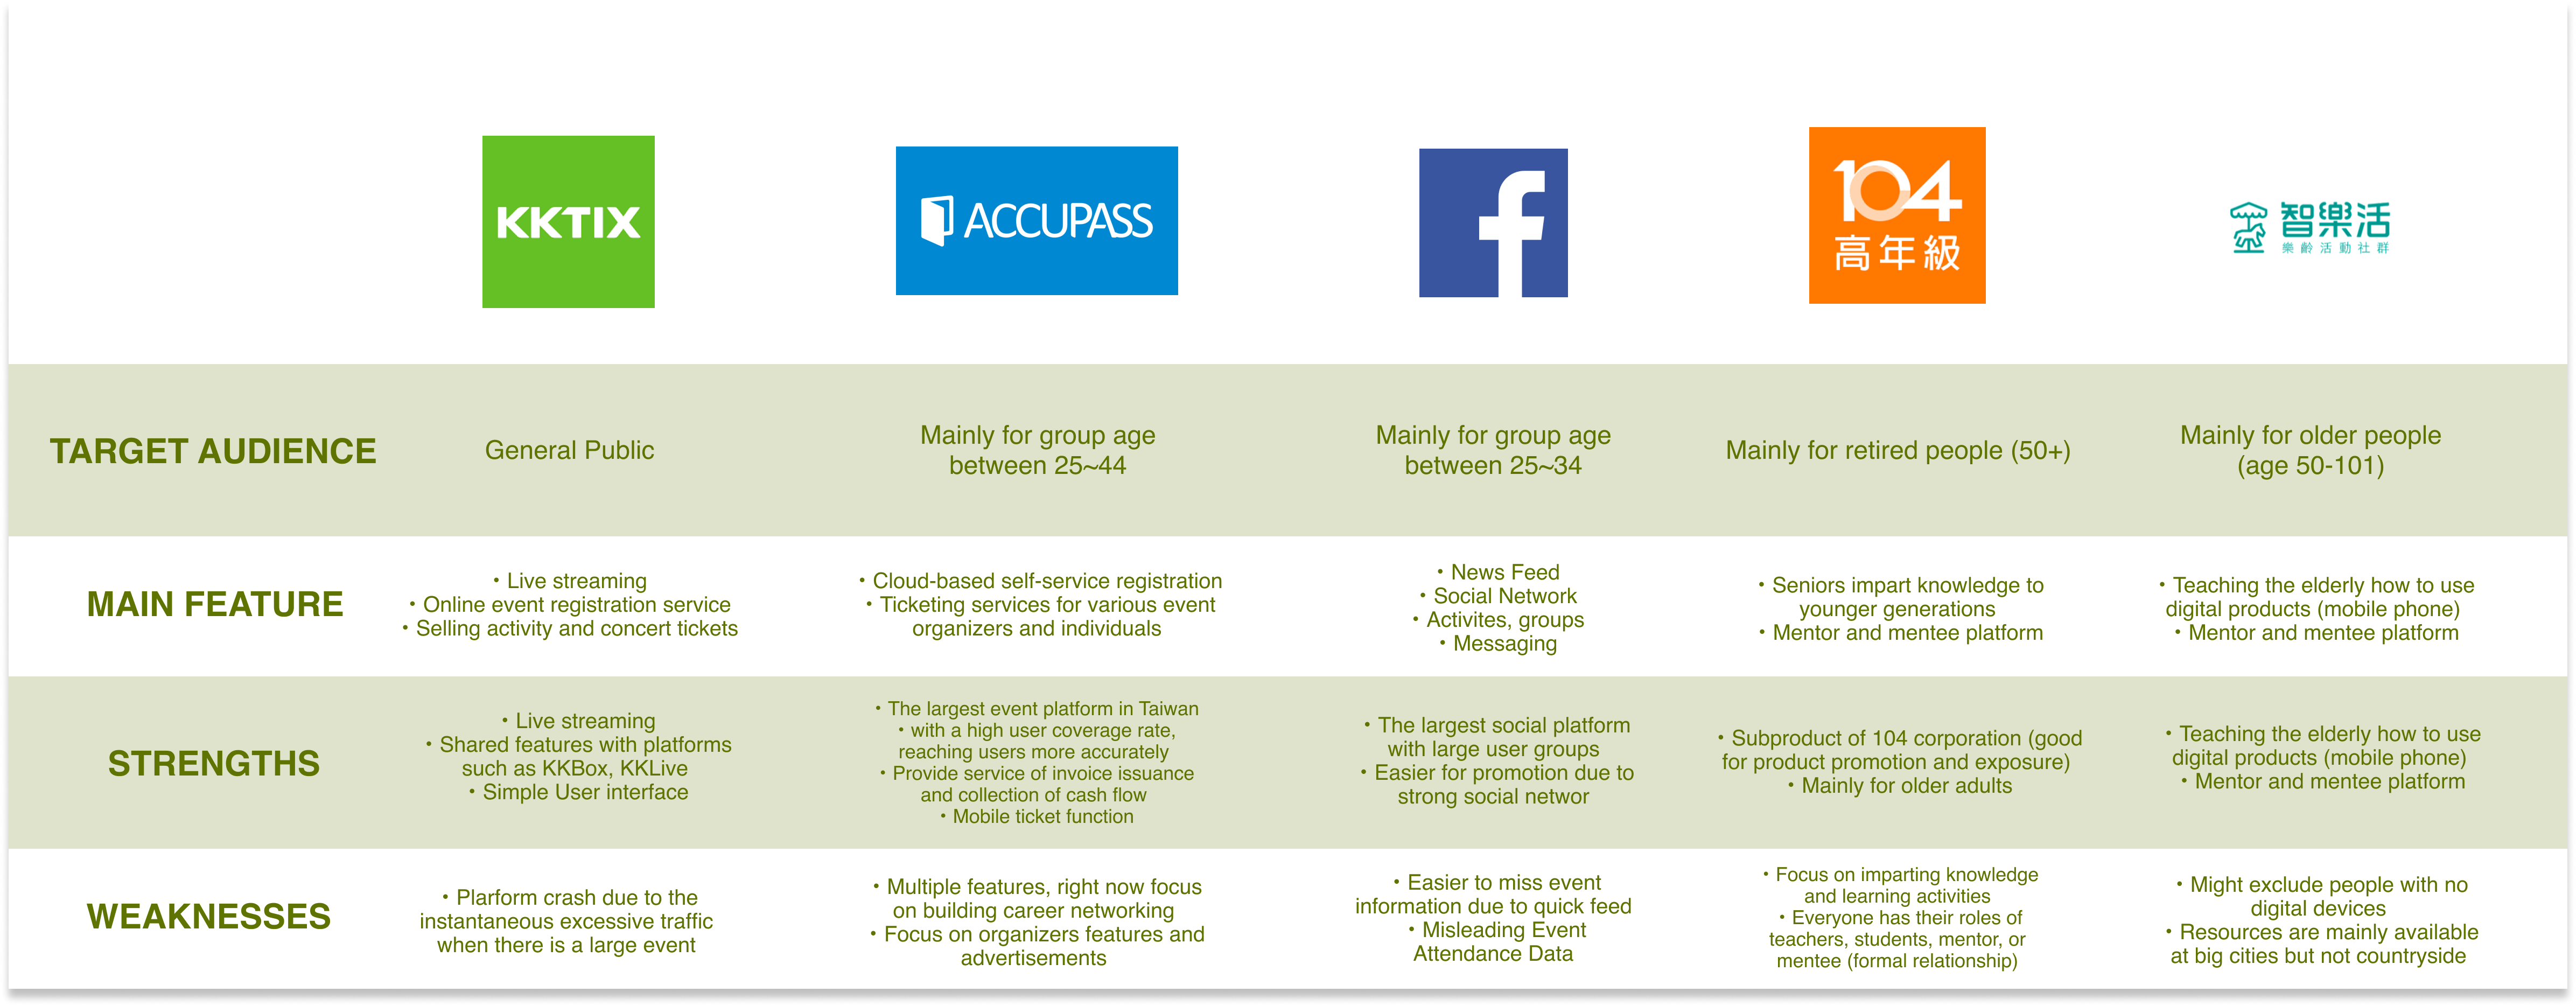 KKTIX
ACCUPASS
f
104
高年級
智樂活
樂齡活動社群
TARGET AUDIENCE
General Public
Mainly for group age
between 25~44
Mainly for group age
between 25~34
Mainly for retired people (50+)
Mainly for older people
(age 50-101)
MAIN FEATURE
• Live streaming
• Online event registration service
• Selling activity and concert tickets
• Cloud-based self-service registration
• Ticketing services for various event
organizers and individuals
• News Feed
• Social Network
• Activites, groups
• Messaging
• Seniors impart knowledge to
younger generations
• Mentor and mentee platform
• Teaching the elderly how to use
digital products (mobile phone)
• Mentor and mentee platform
STRENGTHS
• Live streaming
• Shared features with platforms
such as KKBox, KKLive
• Simple User interface
• The largest event platform in Taiwan
• with a high user coverage rate,
reaching users more accurately
• Provide service of invoice issuance
and collection of cash flow
• Mobile ticket function
• The largest social platform
with large user groups
• Easier for promotion due to
strong social networ
• Subproduct of 104 corporation (good
for product promotion and exposure)
• Mainly for older adults
• Teaching the elderly how to use
digital products (mobile phone)
• Mentor and mentee platform
WEAKNESSES
• Plarform crash due to the
instantaneous excessive traffic
when there is a large event
• Multiple features, right now focus
on building career networking
• Focus on organizers features and
advertisements
• Easier to miss event
information due to quick feed
• Misleading Event
Attendance Data
• Focus on imparting knowledge
and learning activities
• Everyone has their roles of
teachers, students, mentor, or
mentee (formal relationship)
• Might exclude people with no
digital devices
• Resources are mainly available
at big cities but not countryside